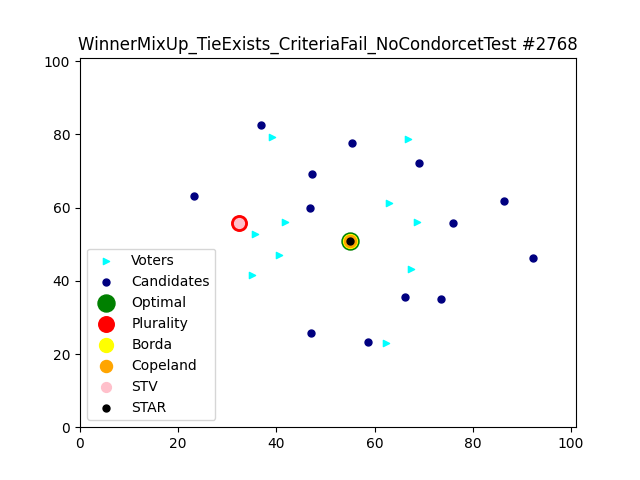 WinnerMixUp_TieExists_CriteriaFail_NoCondorcetTest #2768
100
80
60
40
20
0
Voters
Candidates
Optimal
Plurality
Borda
Copeland
STV
STAR
0 20 40 60 80 100